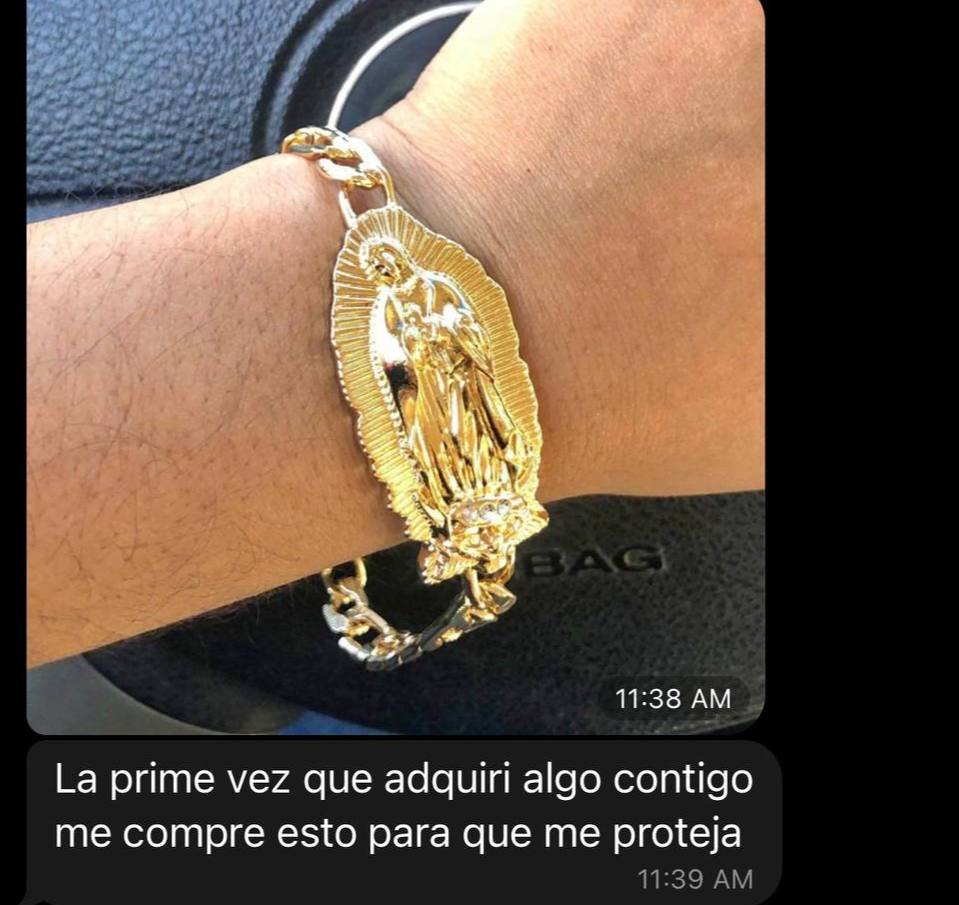 BAG
11:38 AM
La prime vez que adquiri algo contigo
me compre esto para que me proteja
11:39 AM